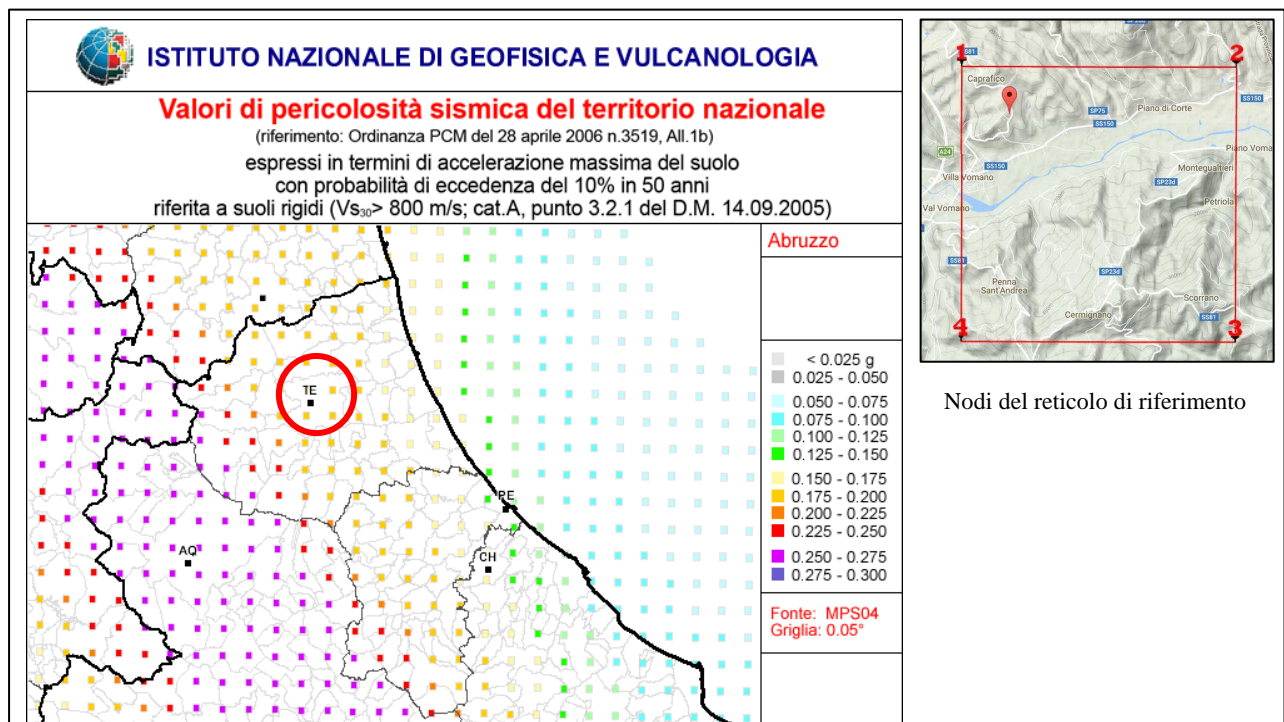 ISTITUTO NAZIONALE DI GEOFISICA E VULCANOLOGIA
Valori di pericolosità sismica del territorio nazionale
(riferimento: Ordinanza PCM del 28 aprile 2006 n.3519, All.1b)
espressi in termini di accelerazione massima del suolo
con probabilità di eccedenza del 10% in 50 anni
riferita a suoli rigidi (Vs₃₀> 800 m/s; cat.A, punto 3.2.1 del D.M. 14.09.2005)
TE
PE
AQ
CH
Abruzzo
< 0.025 g
0.025 - 0.050
0.050 - 0.075
0.075 - 0.100
0.100 - 0.125
0.125 - 0.150
0.150 - 0.175
0.175 - 0.200
0.200 - 0.225
0.225 - 0.250
0.250 - 0.275
0.275 - 0.300
Fonte: MPS04
Griglia: 0.05°
1
2
SS81
Caprafico
SS150
SP75
Piano di Corte
SS150
A24
SS150
Piano Voma
Villa Vomano
Montegualtieri
SP23d
Val Vomano
Petriola
SS81
SP23d
Penna
Sant'Andrea
Scorrano
Cermignano
SS81
4
3
Nodi del reticolo di riferimento